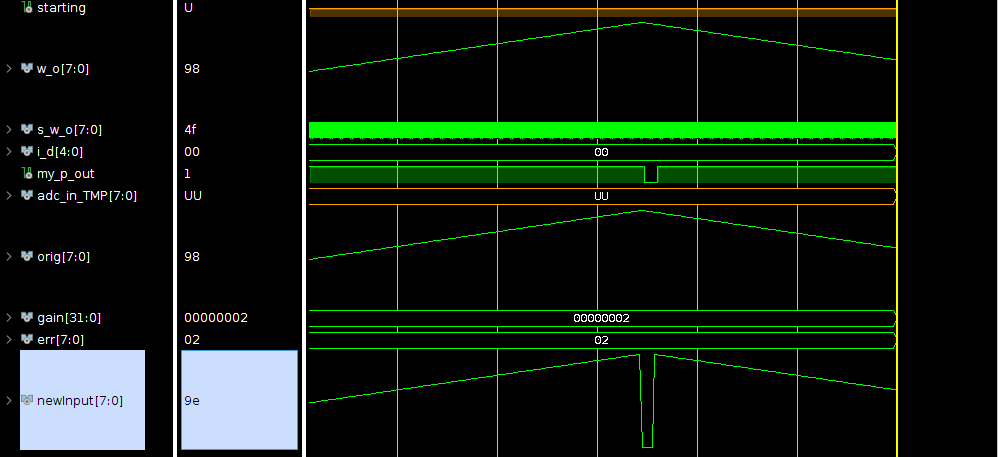 starting U
w_o[7:0] 98
s_w_o[7:0] 4f
i_d[4:0] 00 00
my_p_out 1
adc_in_TMP[7:0] UU UU
orig[7:0] 98
gain[31:0] 00000002 00000002
err[7:0] 02 02
newInput[7:0] 9e